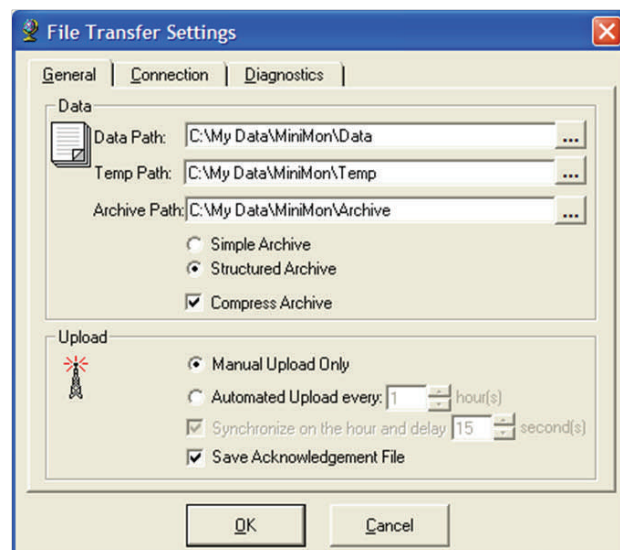 File Transfer Settings
General Connection Diagnostics
Data
Data Path: C:\My Data\MiniMon\Data ...
Temp Path: C:\My Data\MiniMon\Temp ...
Archive Path: C:\My Data\MiniMon\Archive ...
Simple Archive
Structured Archive
Compress Archive
Upload
Manual Upload Only
Automated Upload every: 1 hour(s)
Synchronize on the hour and delay 15 second(s)
Save Acknowledgement File
OK Cancel